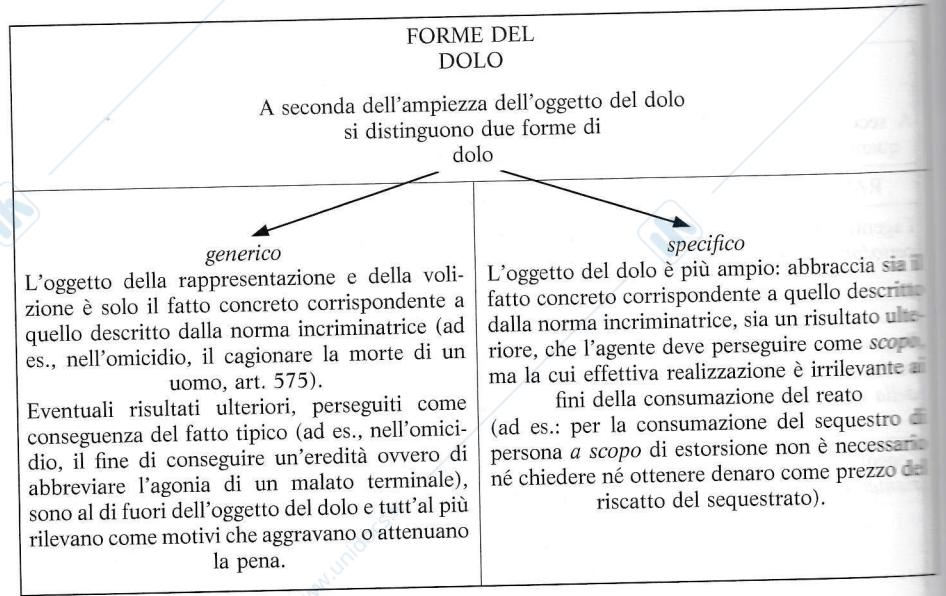 FORME DEL
DOLO
A seconda dell'ampiezza dell'oggetto del dolo
si distinguono due forme di
dolo
generico
L'oggetto della rappresentazione e della voli-
zione è solo il fatto concreto corrispondente a
quello descritto dalla norma incriminatrice (ad
es., nell'omicidio, il cagionare la morte di un
uomo, art. 575).
Eventuali risultati ulteriori, perseguiti come
conseguenza del fatto tipico (ad es., nell'omici-
dio, il fine di conseguire un'eredità ovvero di
abbreviare l'agonia di un malato terminale),
sono al di fuori dell'oggetto del dolo e tutt'al più
rilevano come motivi che aggravano o attenuano
la pena.
specifico
L'oggetto del dolo è più ampio: abbraccia sia il
fatto concreto corrispondente a quello descritto
dalla norma incriminatrice, sia un risultato ulte-
riore, che l'agente deve perseguire come scopo,
ma la cui effettiva realizzazione è irrilevante ai
fini della consumazione del reato
(ad es.: per la consumazione del sequestro di
persona a scopo di estorsione non è necessario
né chiedere né ottenere denaro come prezzo del
riscatto del sequestrato).